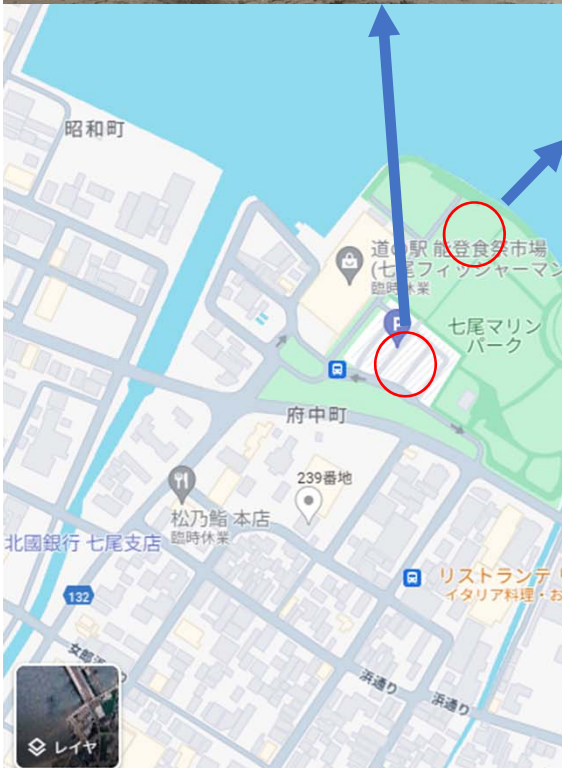 昭和町
道の駅 能登食祭市場
(七尾フィッシャーマン
臨時休業
P
七尾マリン
パーク
府中町
239番地
松乃鮨 本店
臨時休業
北國銀行 七尾支店
リストランテ
イタリア料理・お
132
浜通り
浜通り
レイヤ